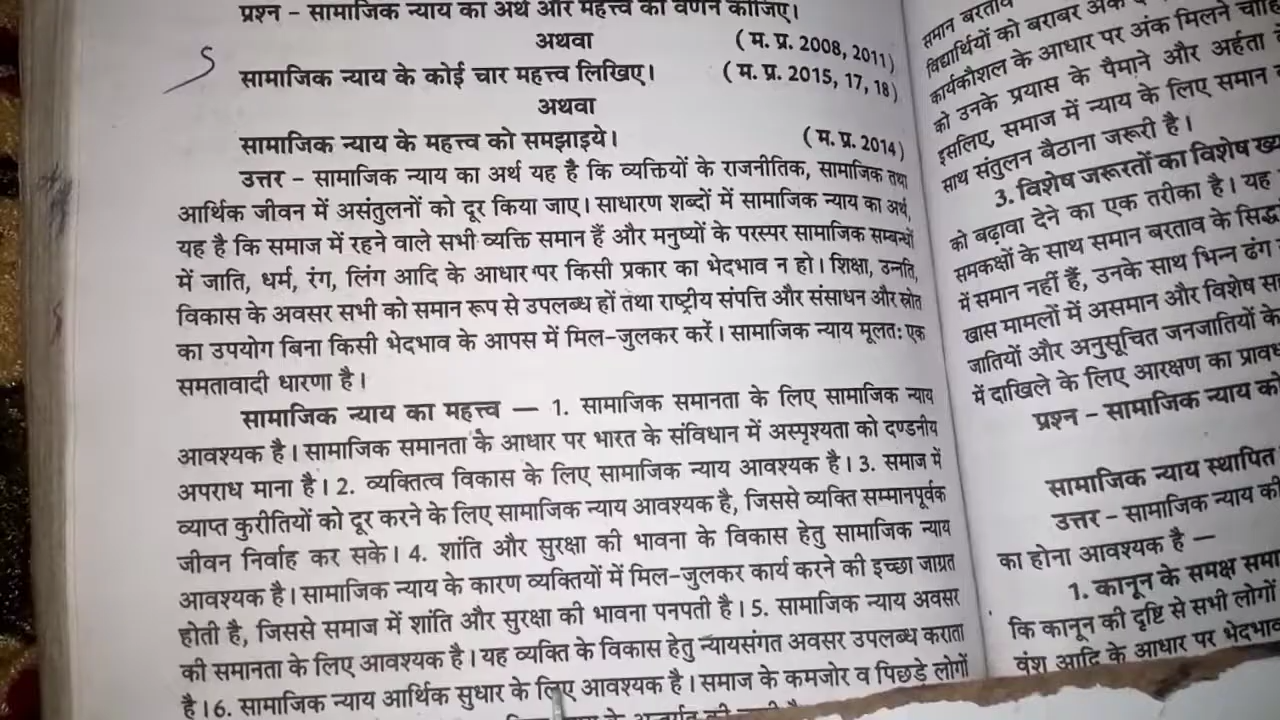 प्रश्न – सामाजिक न्याय का अर्थ और महत्त्व का वर्णन कीजिए।
अथवा ( म. प्र. 2008, 2011)
सामाजिक न्याय के कोई चार महत्त्व लिखिए। ( म. प्र. 2015, 17, 18)
अथवा
सामाजिक न्याय के महत्त्व को समझाइये। ( म. प्र. 2014)
उत्तर – सामाजिक न्याय का अर्थ यह है कि व्यक्तियों के राजनीतिक, सामाजिक तथा
आर्थिक जीवन में असंतुलनों को दूर किया जाए। साधारण शब्दों में सामाजिक न्याय का अर्थ,
यह है कि समाज में रहने वाले सभी व्यक्ति समान हैं और मनुष्यों के परस्पर सामाजिक सम्बन्धों
में जाति, धर्म, रंग, लिंग आदि के आधार पर किसी प्रकार का भेदभाव न हो। शिक्षा, उन्नति,
विकास के अवसर सभी को समान रूप से उपलब्ध हों तथा राष्ट्रीय संपत्ति और संसाधन और स्रोत
का उपयोग बिना किसी भेदभाव के आपस में मिल-जुलकर करें। सामाजिक न्याय मूलत: एक
समतावादी धारणा है।
सामाजिक न्याय का महत्त्व — 1. सामाजिक समानता के लिए सामाजिक न्याय
आवश्यक है। सामाजिक समानता के आधार पर भारत के संविधान में अस्पृश्यता को दण्डनीय
अपराध माना है। 2. व्यक्तित्व विकास के लिए सामाजिक न्याय आवश्यक है। 3. समाज में
व्याप्त कुरीतियों को दूर करने के लिए सामाजिक न्याय आवश्यक है, जिससे व्यक्ति सम्मानपूर्वक
जीवन निर्वाह कर सके। 4. शांति और सुरक्षा की भावना के विकास हेतु सामाजिक न्याय
आवश्यक है। सामाजिक न्याय के कारण व्यक्तियों में मिल-जुलकर कार्य करने की इच्छा जाग्रत
होती है, जिससे समाज में शांति और सुरक्षा की भावना पनपती है। 5. सामाजिक न्याय अवसर
की समानता के लिए आवश्यक है। यह व्यक्ति के विकास हेतु न्यायसंगत अवसर उपलब्ध कराता
है। 6. सामाजिक न्याय आर्थिक सुधार के लिए आवश्यक है। समाज के कमजोर व पिछड़े लोगों
समान बरताव
विद्यार्थियों को बराबर अंक
कार्यकौशल के आधार पर अंक मिलने
को उनके प्रयास के पैमाने और अर्हता
इसलिए, समाज में न्याय के लिए समान
साथ संतुलन बैठाना जरूरी है।
3. विशेष जरूरतों का विशेष
को बढ़ावा देने का एक तरीका है। यह
समकक्षों के साथ समान बरताव के
में समान नहीं हैं, उनके साथ भिन्न ढंग
खास मामलों में असमान और विशेष
जातियों और अनुसूचित जनजातियों के
में दाखिले के लिए आरक्षण का
प्रश्न – सामाजिक न्याय को
सामाजिक न्याय स्थापित
उत्तर – सामाजिक न्याय की
का होना आवश्यक है —
1. कानून के समक्ष
कि कानून की दृष्टि से सभी लोगों
वंश आदि के आधार पर भेदभाव